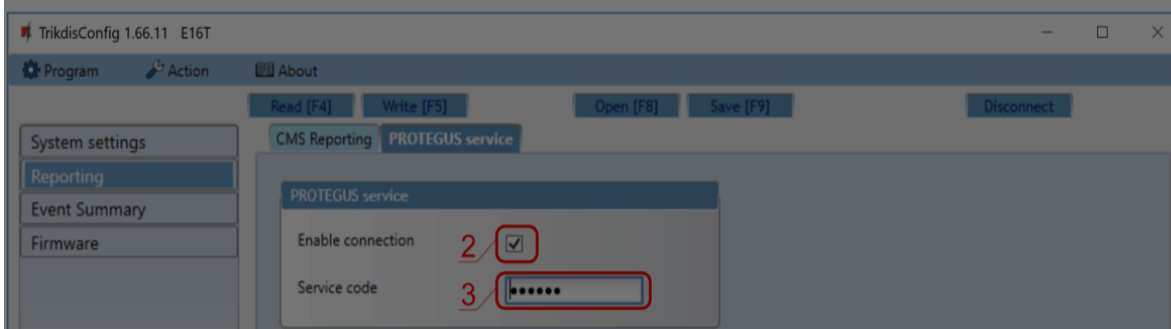 TrikdisConfig 1.66.11 E16T
Program Action About
Read [F4] Write [F5] Open [F8] Save [F9] Disconnect
System settings
Reporting
Event Summary
Firmware
CMS Reporting PROTEGUS service
PROTEGUS service
Enable connection 2
Service code 3 ••••••